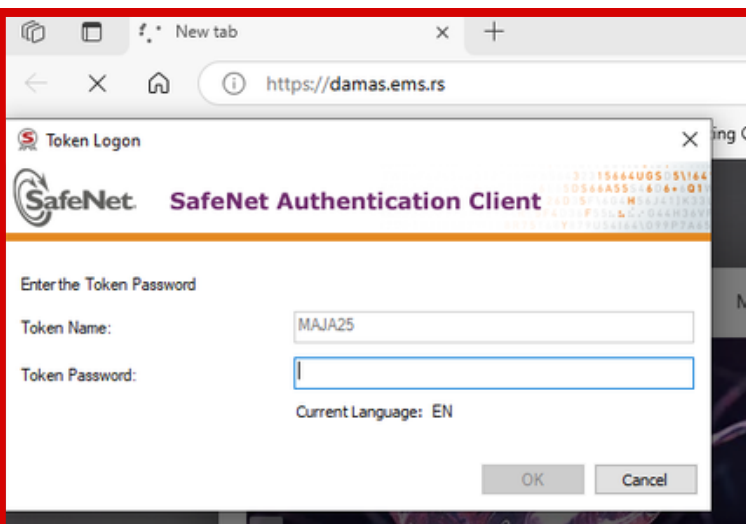 New tab
https://damas.ems.rs
Token Logon
SafeNet. SafeNet Authentication Client
Enter the Token Password
Token Name: MAJA25
Token Password:
Current Language: EN
OK Cancel